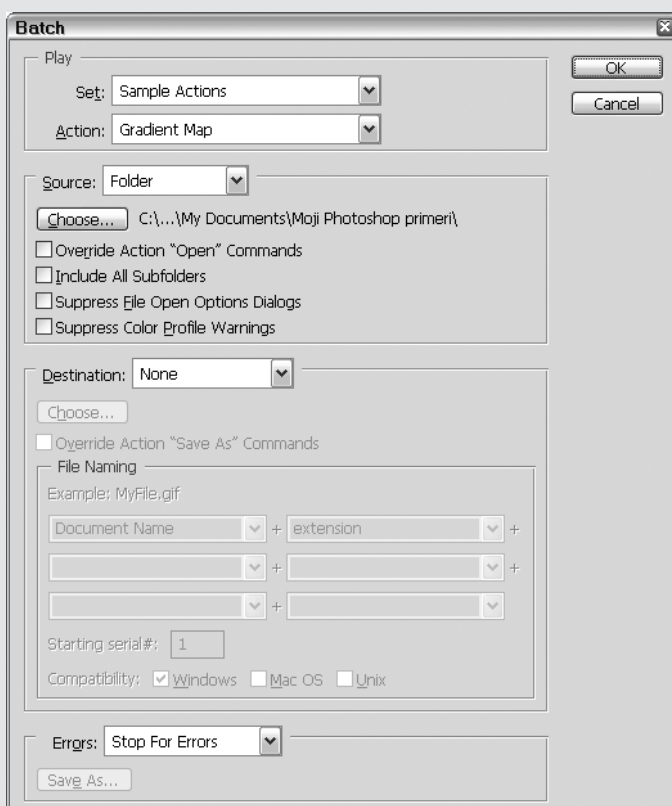 Batch
Play
Set: Sample Actions
Action: Gradient Map
OK
Cancel
Source: Folder
Choose... C:\...\My Documents\Moji Photoshop primeri\
Override Action "Open" Commands
Include All Subfolders
Suppress File Open Options Dialogs
Suppress Color Profile Warnings
Destination: None
Choose...
Override Action "Save As" Commands
File Naming
Example: MyFile.gif
Document Name + extension +
+ +
+
Starting serial#: 1
Compatibility: Windows Mac OS Unix
Errors: Stop For Errors
Save As...